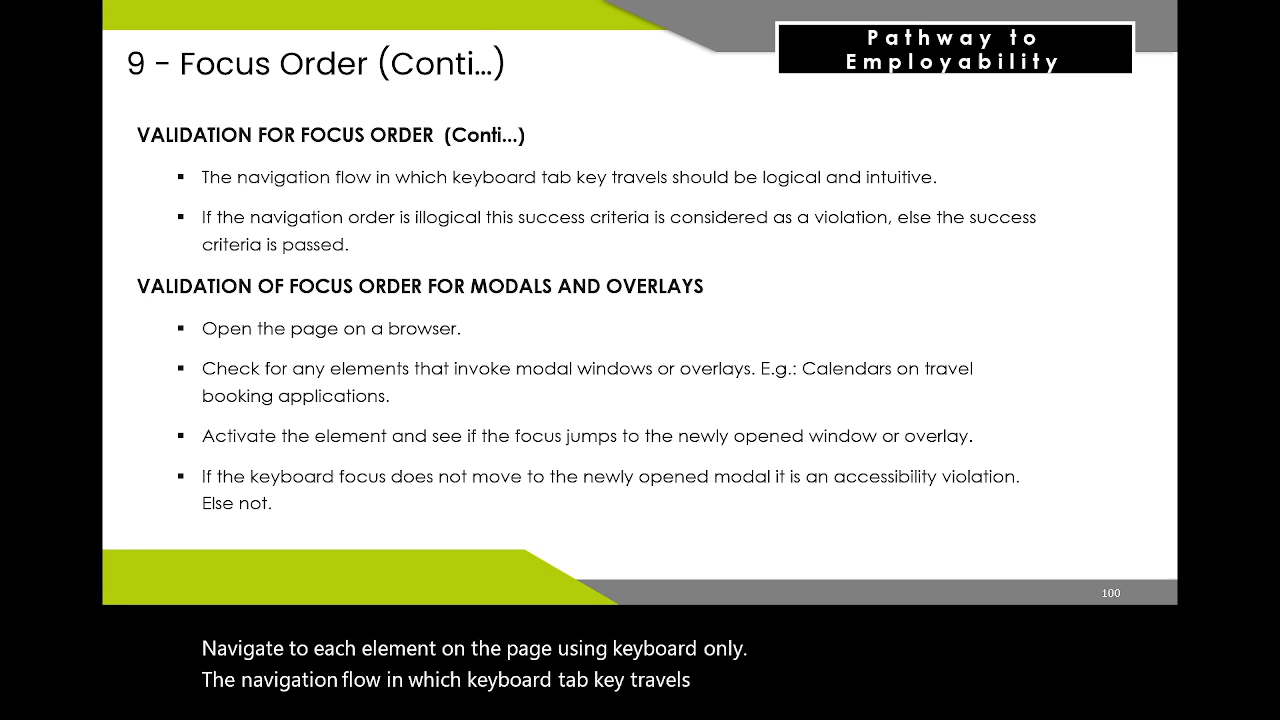 9 - Focus Order (Conti...)
Pathway to
Employability
VALIDATION FOR FOCUS ORDER (Conti...)
▪ The navigation flow in which keyboard tab key travels should be logical and intuitive.
▪ If the navigation order is illogical this success criteria is considered as a violation, else the success
criteria is passed.
VALIDATION OF FOCUS ORDER FOR MODALS AND OVERLAYS
▪ Open the page on a browser.
▪ Check for any elements that invoke modal windows or overlays. E.g.: Calendars on travel
booking applications.
▪ Activate the element and see if the focus jumps to the newly opened window or overlay.
▪ If the keyboard focus does not move to the newly opened modal it is an accessibility violation.
Else not.
100
Navigate to each element on the page using keyboard only.
The navigation flow in which keyboard tab key travels